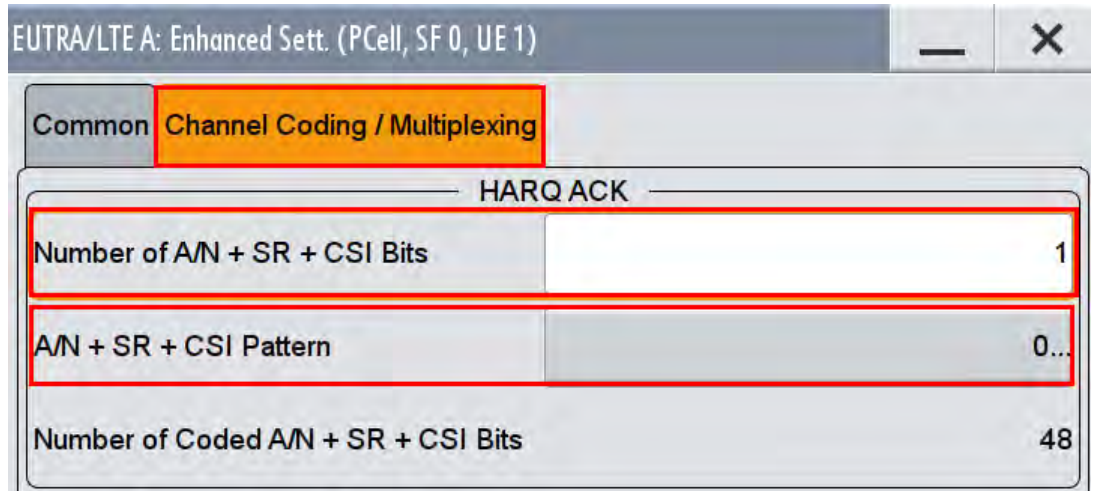 EUTRA/LTE A: Enhanced Sett. (PCell, SF 0, UE 1)
Common Channel Coding / Multiplexing
HARQ ACK
Number of A/N + SR + CSI Bits 1
A/N + SR + CSI Pattern 0...
Number of Coded A/N + SR + CSI Bits 48